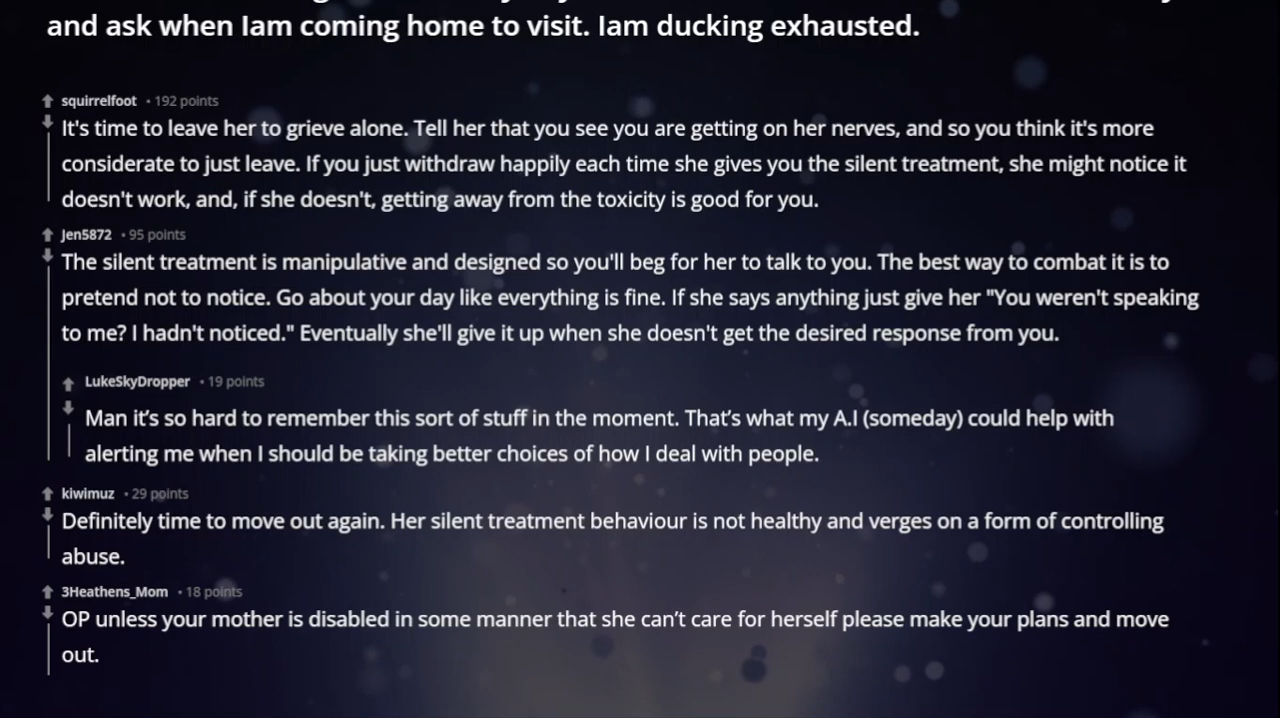 and ask when Iam coming home to visit. Iam ducking exhausted.
squirrelfoot • 192 points
It's time to leave her to grieve alone. Tell her that you see you are getting on her nerves, and so you think it's more
considerate to just leave. If you just withdraw happily each time she gives you the silent treatment, she might notice it
doesn't work, and, if she doesn't, getting away from the toxicity is good for you.
Jen5872 • 95 points
The silent treatment is manipulative and designed so you'll beg for her to talk to you. The best way to combat it is to
pretend not to notice. Go about your day like everything is fine. If she says anything just give her "You weren't speaking
to me? I hadn't noticed." Eventually she'll give it up when she doesn't get the desired response from you.
LukeSkyDropper • 19 points
Man it’s so hard to remember this sort of stuff in the moment. That’s what my A.I (someday) could help with
alerting me when I should be taking better choices of how I deal with people.
kiwimuz • 29 points
Definitely time to move out again. Her silent treatment behaviour is not healthy and verges on a form of controlling
abuse.
3Heathens_Mom • 18 points
OP unless your mother is disabled in some manner that she can’t care for herself please make your plans and move
out.